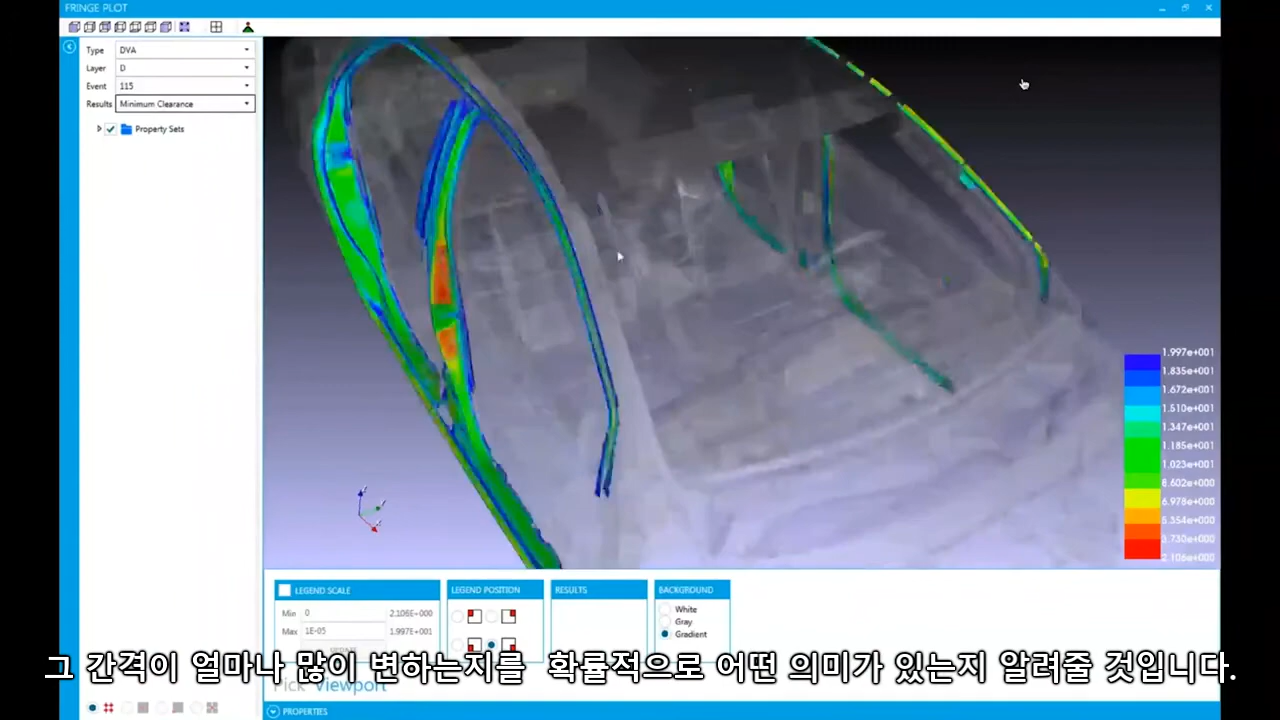 FRINGE PLOT
Type DVA
Layer D
Event 115
Results Minimum Clearance
Property Sets
1.997e+001
1.835e+001
1.672e+001
1.510e+001
1.347e+001
1.185e+001
1.023e+001
8.602e+000
6.978e+000
5.354e+000
3.730e+000
2.106e+000
LEGEND SCALE
Min 0 2.106E+000
Max 1E-05 1.997E+001
LEGEND POSITION
RESULTS
BACKGROUND
White
Gray
Gradient
그 간격이 얼마나 많이 변하는지를 확률적으로 어떤 의미가 있는지 알려줄 것입니다.
Pick Viewport
PROPERTIES